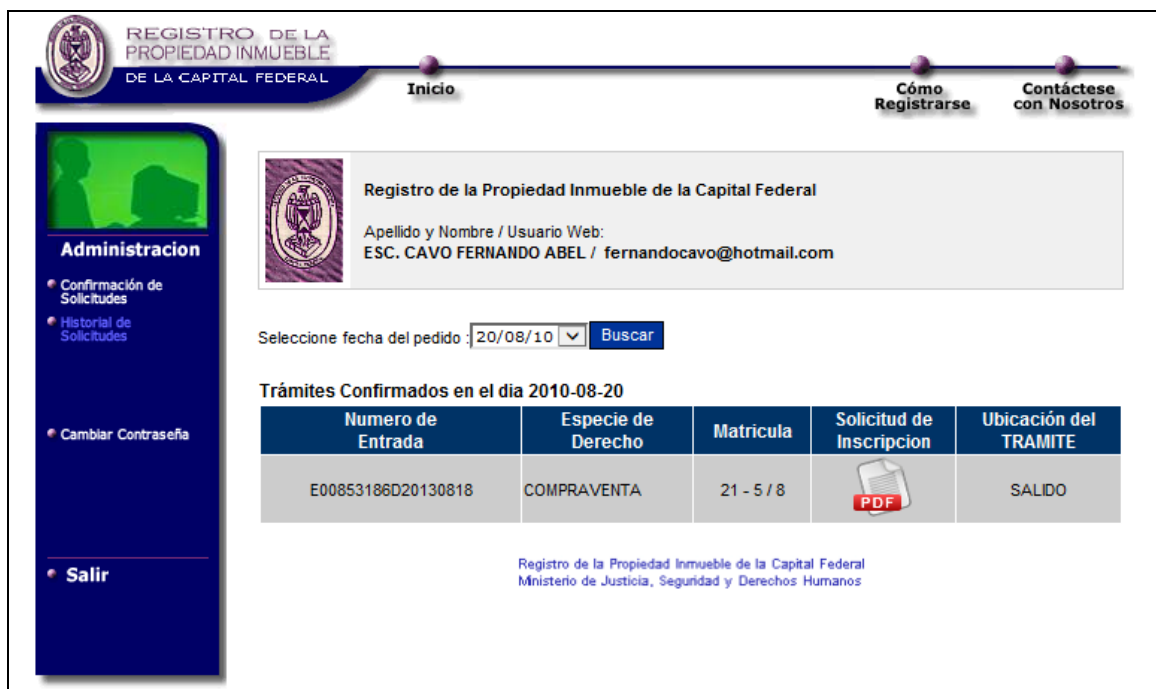 REGISTRO DE LA
PROPIEDAD INMUEBLE
DE LA CAPITAL FEDERAL
Inicio
Cómo
Registrarse
Contáctese
con Nosotros
Administracion
Confirmación de
Solicitudes
Historial de
Solicitudes
Cambiar Contraseña
Salir
Registro de la Propiedad Inmueble de la Capital Federal
Apellido y Nombre / Usuario Web:
ESC. CAVO FERNANDO ABEL / fernandocavo@hotmail.com
Seleccione fecha del pedido : 20/08/10 Buscar
Trámites Confirmados en el dia 2010-08-20
Numero de Entrada
Especie de Derecho
Matricula
Solicitud de Inscripcion
Ubicación del TRAMITE
E00853186D20130818 COMPRAVENTA 21 - 5 / 8 PDF SALIDO
Registro de la Propiedad Inmueble de la Capital Federal
Ministerio de Justicia, Seguridad y Derechos Humanos